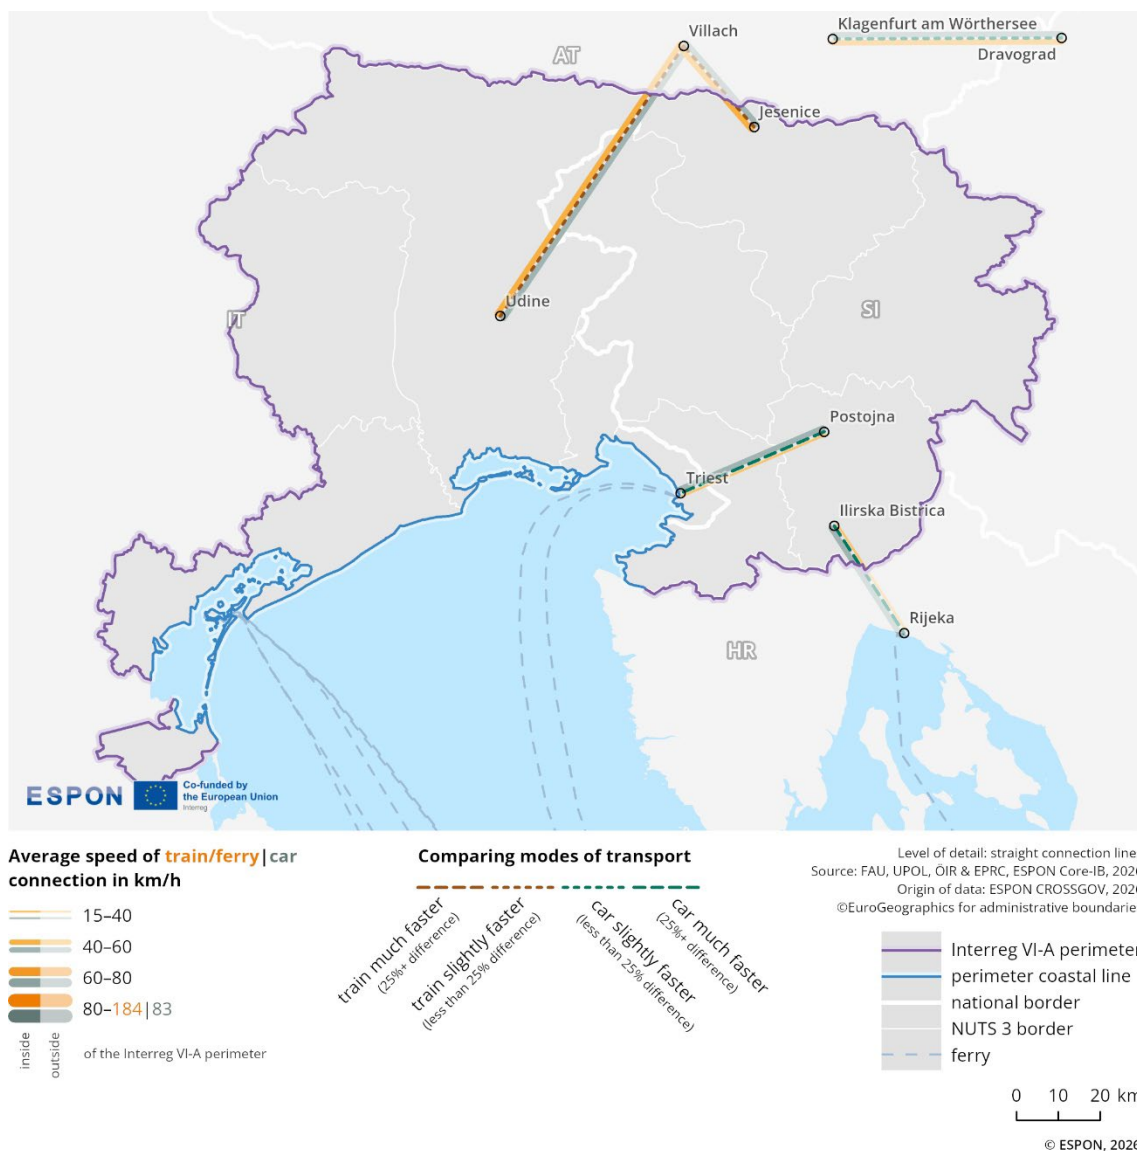 Villach
Klagenfurt am Wörthersee
AT
Dravograd
Jesenice
Udine
IT
SI
Postojna
Triest
Ilirska Bistrica
Rijeka
HR
ESPON
Co-funded by
the European Union
Interreg
Average speed of train/ferry|car
connection in km/h
15–40
40–60
60–80
80–184|83
inside
outside
of the Interreg VI-A perimeter
Comparing modes of transport
train much faster
(25%+ difference)
train slightly faster
(less than 25% difference)
car slightly faster
(less than 25% difference)
car much faster
(25%+ difference)
Level of detail: straight connection line
Source: FAU, UPOL, ÖIR & EPRC, ESPON Core-IB, 2026
Origin of data: ESPON CROSSGOV, 2026
©EuroGeographics for administrative boundarie
Interreg VI-A perimeter
perimeter coastal line
national border
NUTS 3 border
ferry
0 10 20 km
© ESPON, 2026